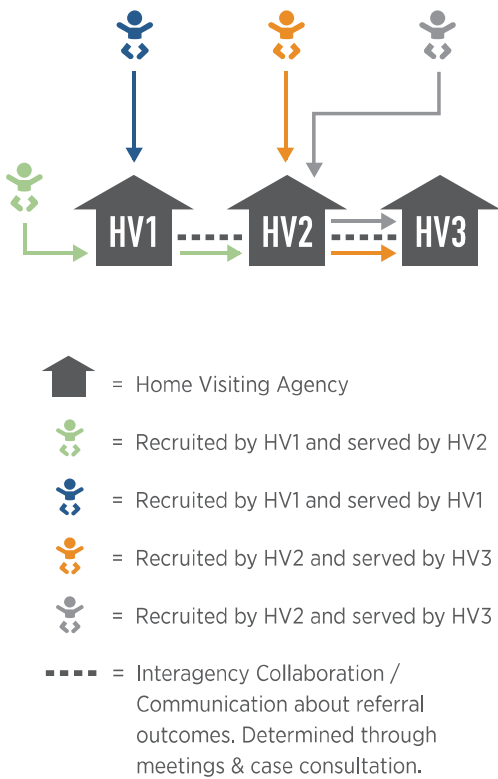 HV1
HV2
HV3
= Home Visiting Agency
= Recruited by HV1 and served by HV2
= Recruited by HV1 and served by HV1
= Recruited by HV2 and served by HV3
= Recruited by HV2 and served by HV3
= Interagency Collaboration /
Communication about referral
outcomes. Determined through
meetings & case consultation.